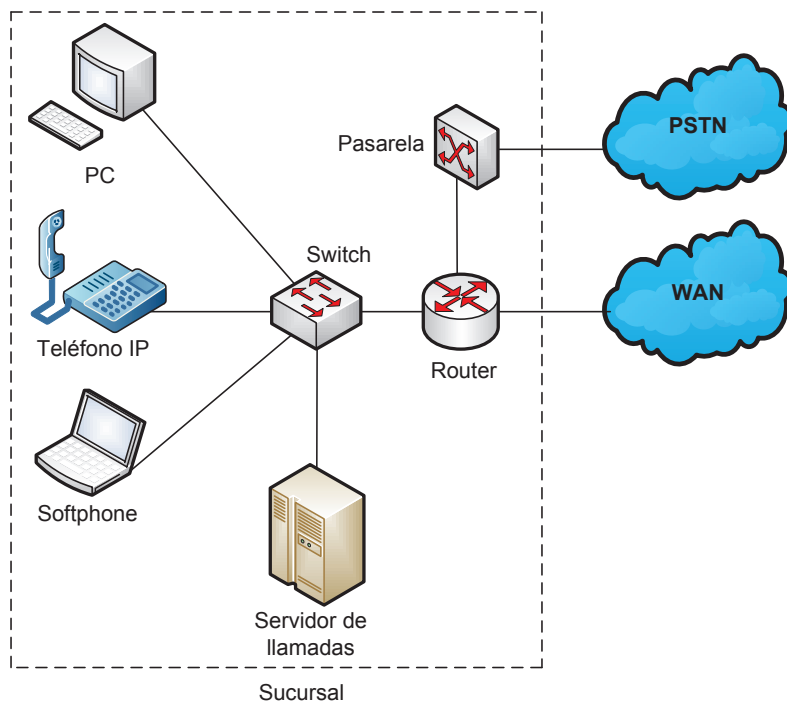 PC
Pasarela
PSTN
Switch
WAN
Teléfono IP
Router
Softphone
Servidor de
llamadas
Sucursal